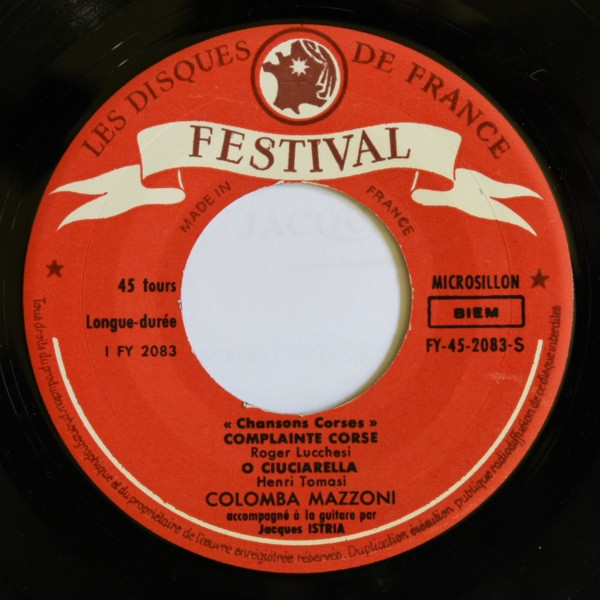 LES DISQUES DE FRANCE
FESTIVAL
MADE IN FRANCE
45 tours
Longue-durée
1 FY 2083
MICROSILLON
BIEM
FY-45-2083-S
« Chansons Corses »
COMPLAINTE CORSE
Roger Lucchesi
O CIUCIARELLA
Henri Tomasi
COLOMBA MAZZONI
accompagné à la guitare par
Jacques ISTRIA
Tous droits du producteur phonographique et du propriétaire de l'œuvre enregistrée réservés. Duplication exécution publique radiodiffusion de ce disque interdites